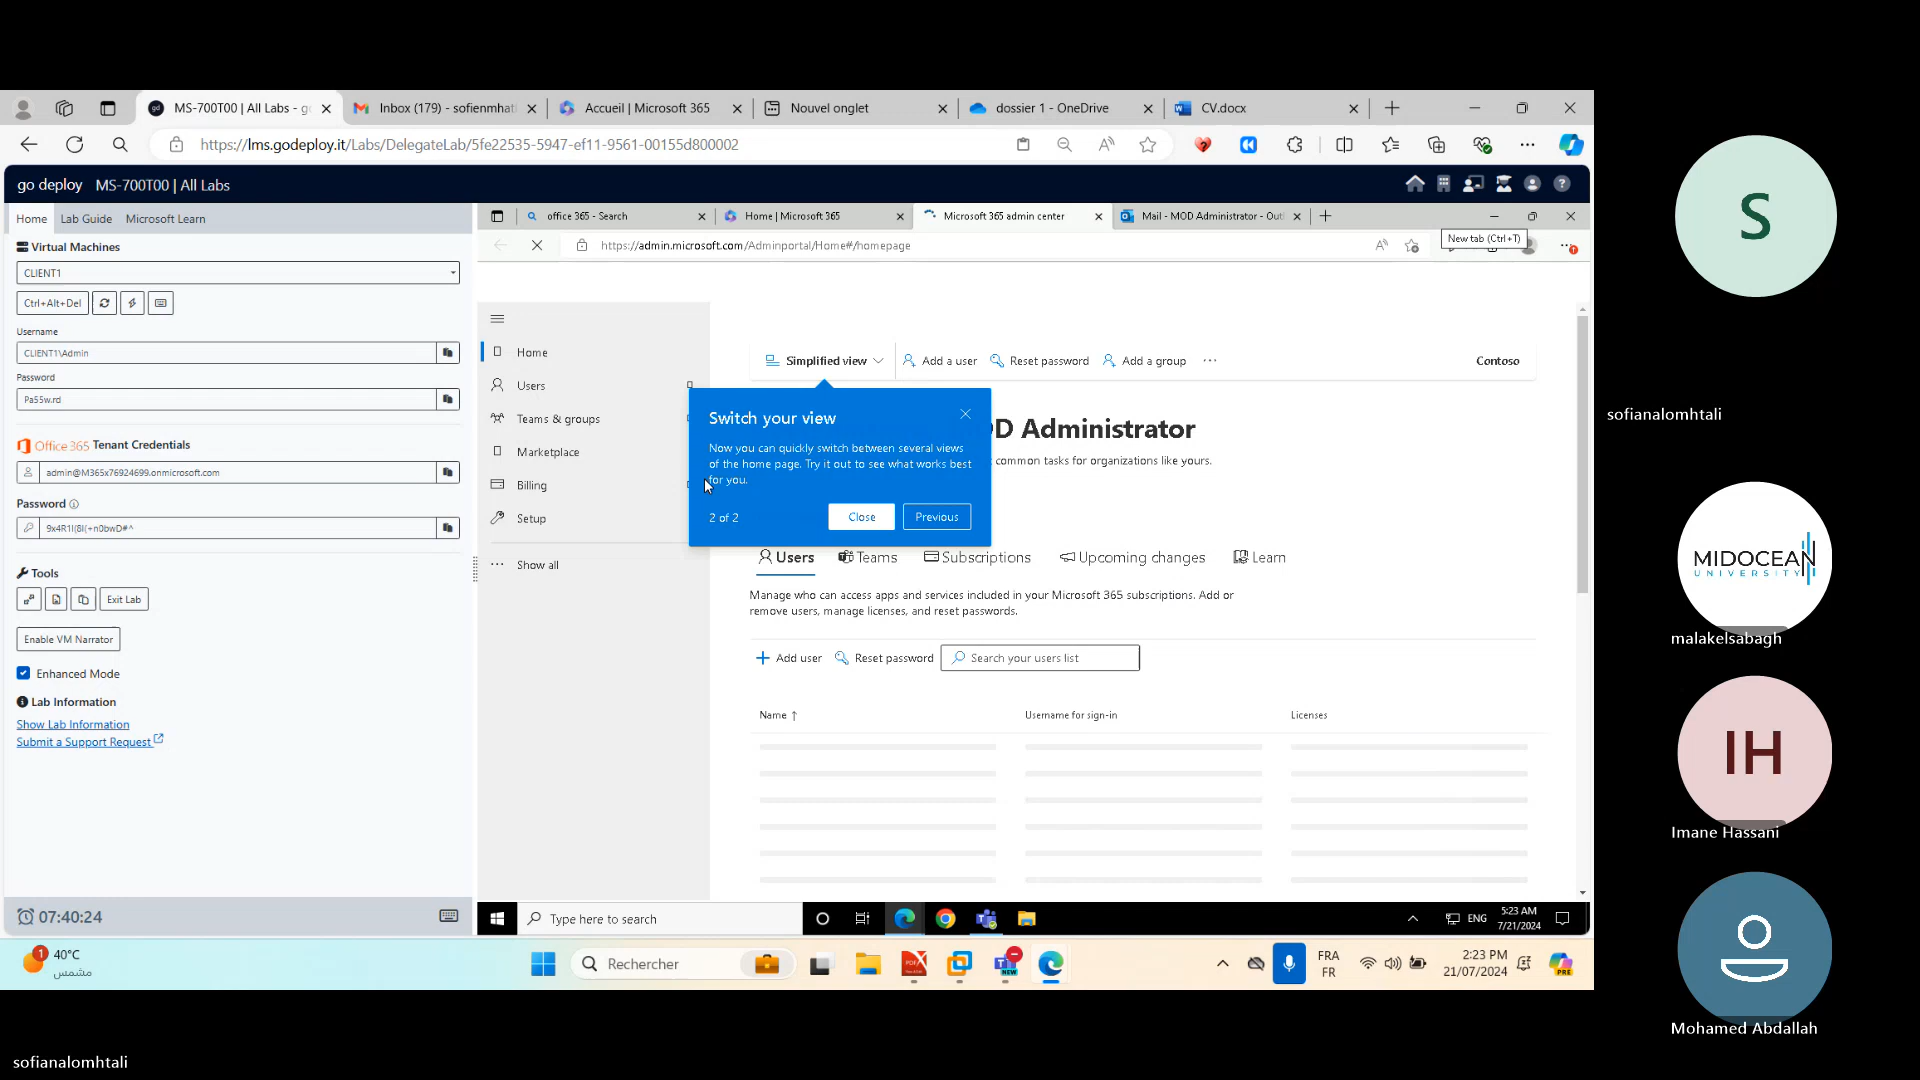 MS-700T00 | All Labs - g
Inbox (179) - sofienmhat
Accueil | Microsoft 365
Nouvel onglet
dossier 1 - OneDrive
CV.docx
https://lms.godeploy.it/Labs/DelegateLab/5fe22535-5947-ef11-9561-00155d800002
go deploy MS-700T00 | All Labs
Home Lab Guide Microsoft Learn
Virtual Machines
CLIENT1
Ctrl+Alt+Del
Username
CLIENT1\Admin
Password
Pa55w.rd
Office 365 Tenant Credentials
admin@M365x76924699.onmicrosoft.com
Password
Tools
Exit Lab
Enable VM Narrator
Enhanced Mode
Lab Information
Show Lab Information
Submit a Support Request
07:40:24
office 365 - Search
Home | Microsoft 365
Microsoft 365 admin center
Mail - MOD Administrator - Out
New tab (Ctrl+T)
https://admin.microsoft.com/Adminportal/Home#/homepage
Home
Users
Teams & groups
Marketplace
Billing
Setup
Show all
Simplified view
Add a user
Reset password
Add a group
Contoso
Switch your view
Now you can quickly switch between several views
of the home page. Try it out to see what works best
for you.
2 of 2
Close
Previous
OD Administrator
common tasks for organizations like yours.
Users
Teams
Subscriptions
Upcoming changes
Learn
Manage who can access apps and services included in your Microsoft 365 subscriptions. Add or
remove users, manage licenses, and reset passwords.
Add user
Reset password
Search your users list
Name ↑
Username for sign-in
Licenses
Type here to search
ENG
5:23 AM
7/21/2024
1
40°C
مشمس
Rechercher
NEW
FRA
FR
2:23 PM
21/07/2024
PRE
S
sofianalomhtali
MIDOCEAN
UNIVERSITY
malakelsabagh
IH
Imane Hassani
Mohamed Abdallah
sofianalomhtali